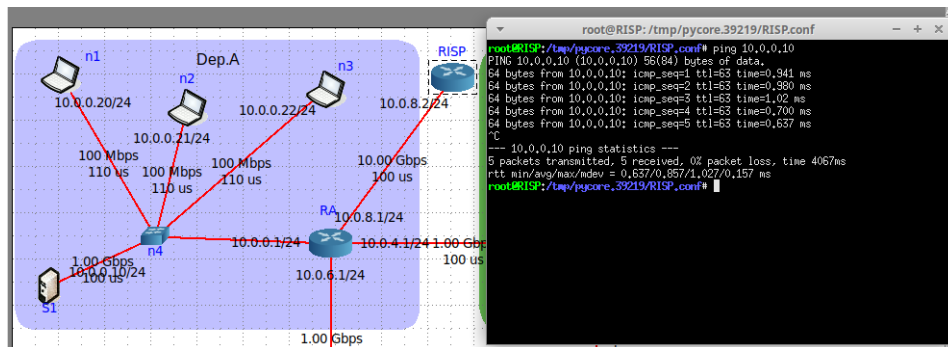 n1
Dep.A
n2
n3
RISP
10.0.0.20/24
10.0.0.21/24
10.0.0.22/24
10.0.8.2/24
100 Mbps
110 us
100 Mbps
110 us
100 Mbps
110 us
10.00 Gbps
100 us
RA
10.0.8.1/24
n4
10.0.0.1/24
10.0.4.1/24
1.00 Gbp
100 us
1.00 Gbps
10.0.0.10/24
100 us
10.0.6.1/24
S1
1.00 Gbps
root@RISP: /tmp/pycore.39219/RISP.conf
root@RISP:/tmp/pycore.39219/RISP.conf# ping 10.0.0.10
PING 10.0.0.10 (10.0.0.10) 56(84) bytes of data.
64 bytes from 10.0.0.10: icmp_seq=1 ttl=63 time=0.941 ms
64 bytes from 10.0.0.10: icmp_seq=2 ttl=63 time=0.980 ms
64 bytes from 10.0.0.10: icmp_seq=3 ttl=63 time=1.02 ms
64 bytes from 10.0.0.10: icmp_seq=4 ttl=63 time=0.700 ms
64 bytes from 10.0.0.10: icmp_seq=5 ttl=63 time=0.637 ms
^C
--- 10.0.0.10 ping statistics ---
5 packets transmitted, 5 received, 0% packet loss, time 4067ms
rtt min/avg/max/mdev = 0.637/0.857/1.027/0.157 ms
root@RISP:/tmp/pycore.39219/RISP.conf#